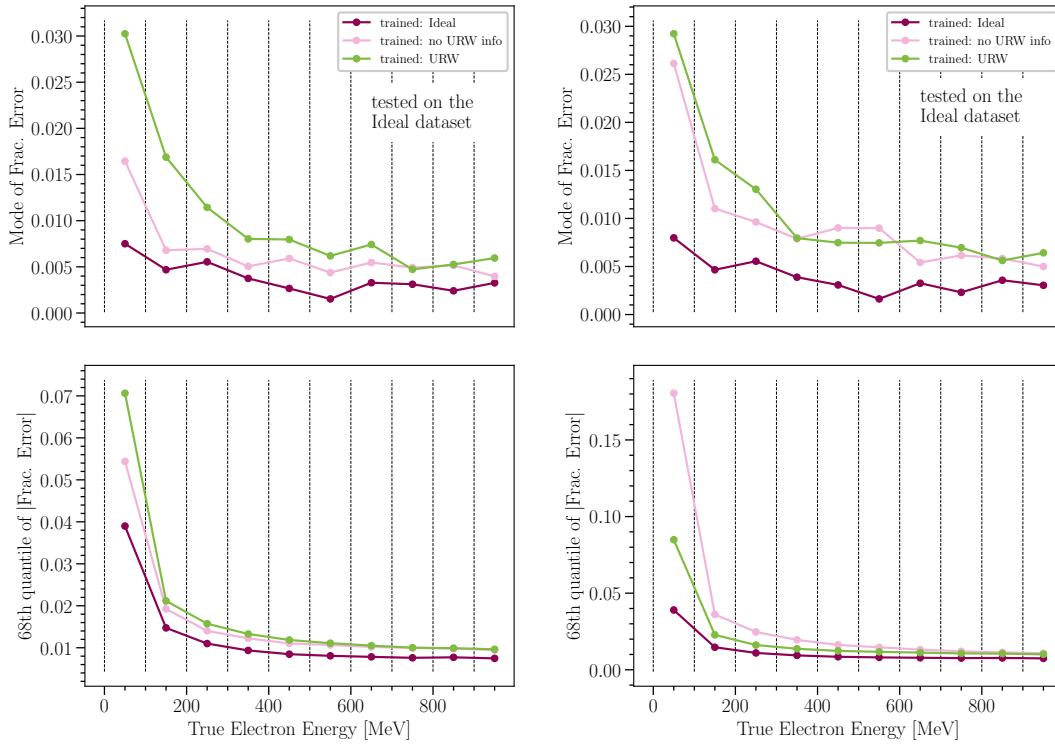 0.030
0.025
0.020
0.015
0.010
0.005
0.000
Mode of Frac. Error
trained: Ideal
trained: no URW info
trained: URW
tested on the
Ideal dataset
0.030
0.025
0.020
0.015
0.010
0.005
0.000
Mode of Frac. Error
trained: Ideal
trained: no URW info
trained: URW
tested on the
Ideal dataset
0.07
0.06
0.05
0.04
0.03
0.02
0.01
68th quantile of |Frac. Error|
0 200 400 600 800
True Electron Energy [MeV]
0.15
0.10
0.05
0.00
68th quantile of |Frac. Error|
0 200 400 600 800
True Electron Energy [MeV]